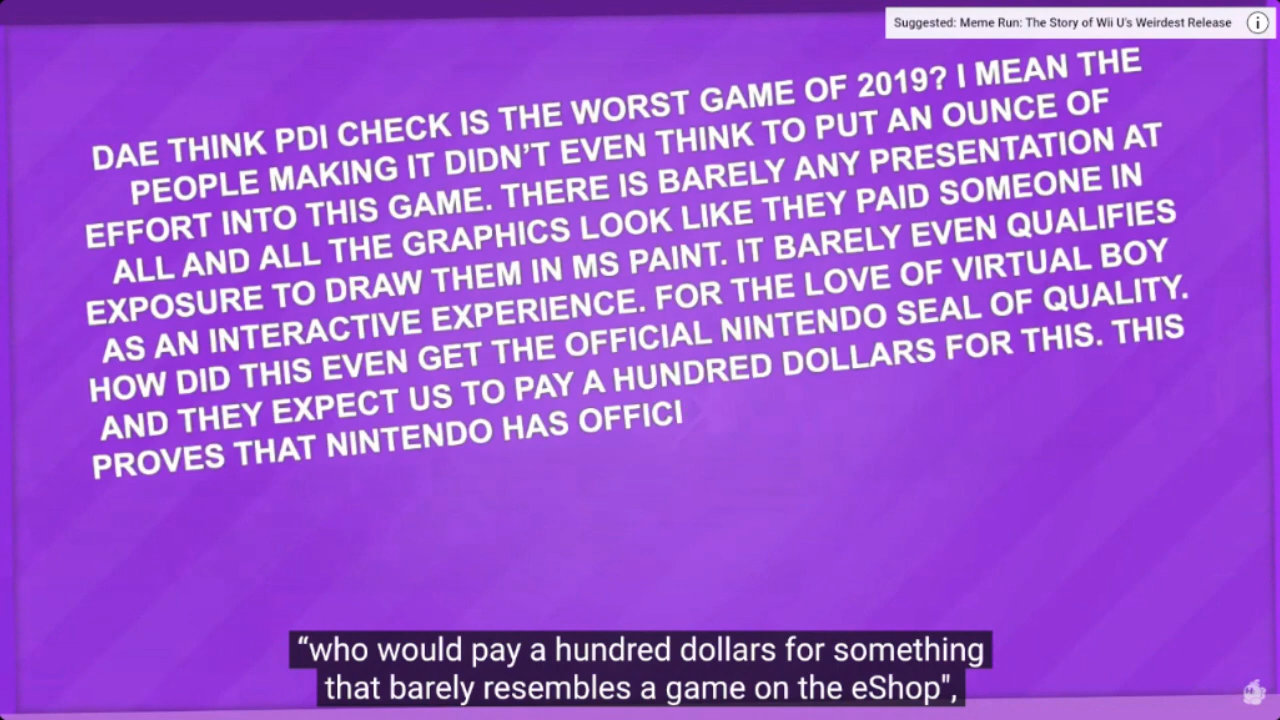 Suggested: Meme Run: The Story of Wii U's Weirdest Release
DAE THINK PDI CHECK IS THE WORST GAME OF 2019? I MEAN THE
PEOPLE MAKING IT DIDN'T EVEN THINK TO PUT AN OUNCE OF
EFFORT INTO THIS GAME. THERE IS BARELY ANY PRESENTATION AT
ALL AND ALL THE GRAPHICS LOOK LIKE THEY PAID SOMEONE IN
EXPOSURE TO DRAW THEM IN MS PAINT. IT BARELY EVEN QUALIFIES
AS AN INTERACTIVE EXPERIENCE. FOR THE LOVE OF VIRTUAL BOY
HOW DID THIS EVEN GET THE OFFICIAL NINTENDO SEAL OF QUALITY.
AND THEY EXPECT US TO PAY A HUNDRED DOLLARS FOR THIS. THIS
PROVES THAT NINTENDO HAS OFFICI
“who would pay a hundred dollars for something
that barely resembles a game on the eShop",